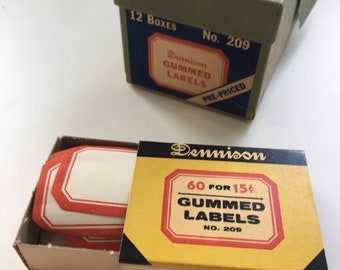 12 BOXES No. 209
Dennison
GUMMED
LABELS
PRE-PRICED
Dennison
60 FOR 15¢
GUMMED
LABELS
NO. 209